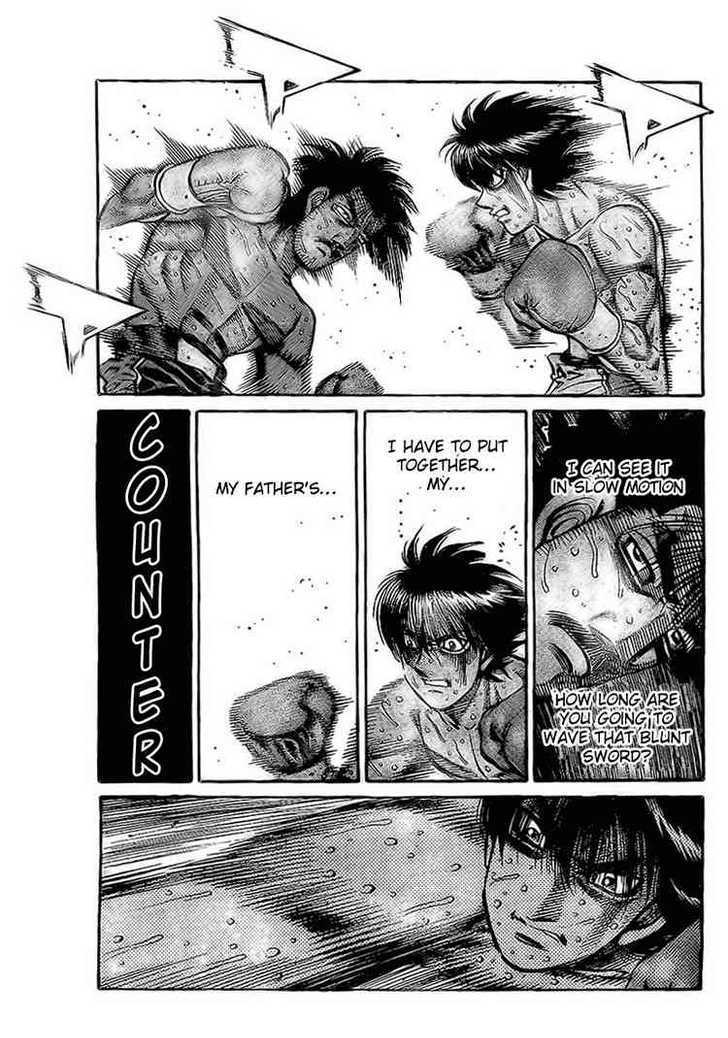 I CAN SEE IT
IN SLOW MOTION
HOW LONG ARE
YOU GOING TO
WAVE THAT BLUNT
SWORD?
I HAVE TO PUT
TOGETHER...
MY...
MY FATHER'S...
COUNTER